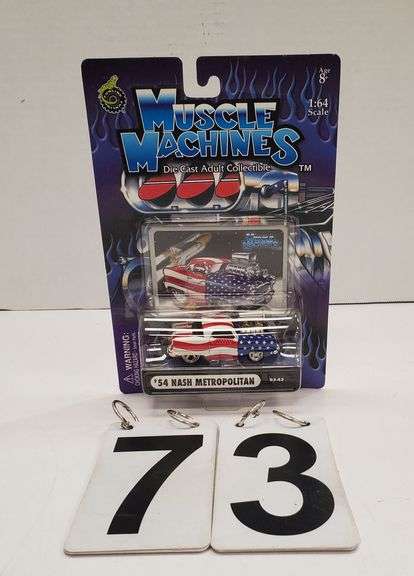 Age
8+
1:64
Scale
MUSCLE
MACHINES
Die Cast Adult Collectible
TM
WARNING:
'54 NASH METROPOLITAN
7 3